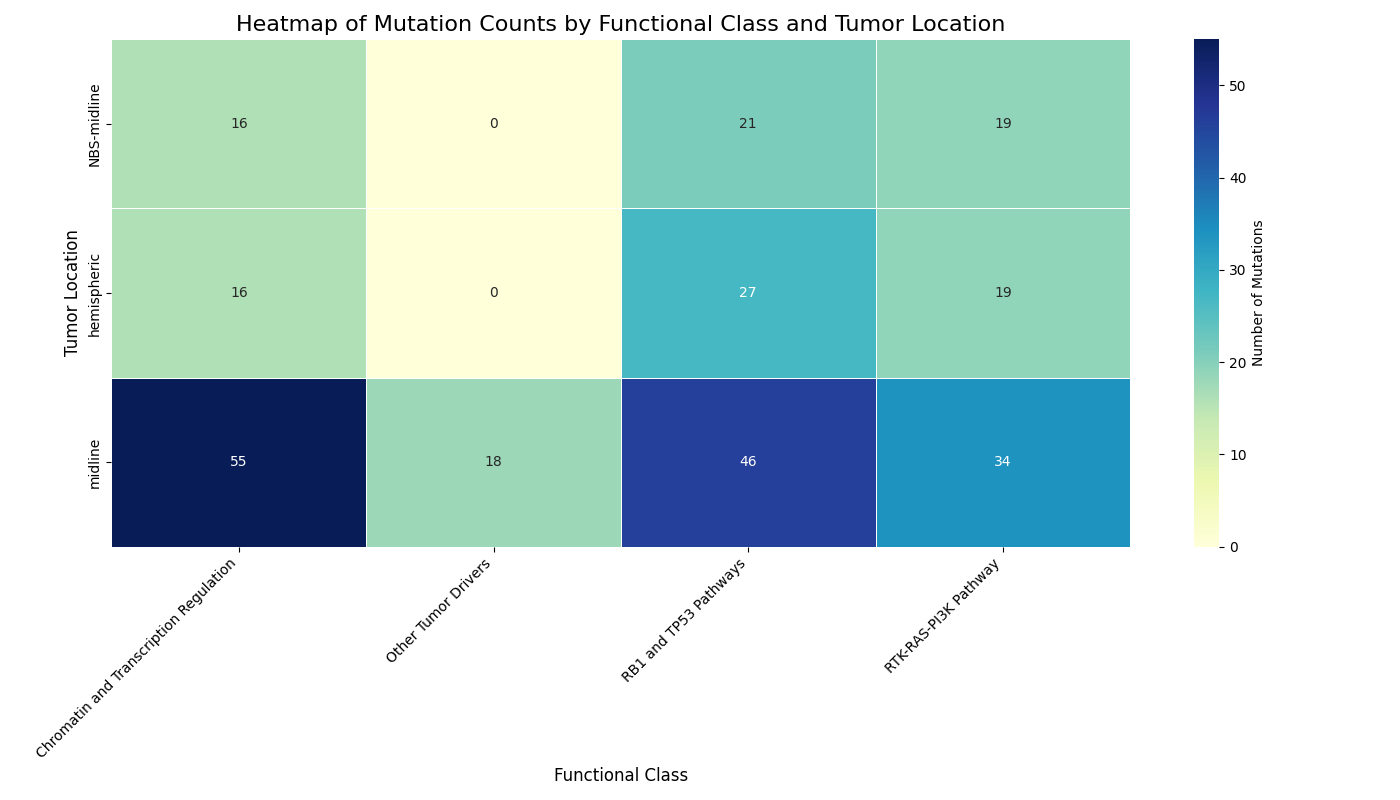 Heatmap of Mutation Counts by Functional Class and Tumor Location
Tumor Location
NBS-midline
16
0
21
19
hemispheric
16
0
27
19
midline
55
18
46
34
Chromatin and Transcription Regulation
Other Tumor Drivers
RB1 and TP53 Pathways
RTK-RAS-PI3K Pathway
Functional Class
50
40
30
20
10
0
Number of Mutations